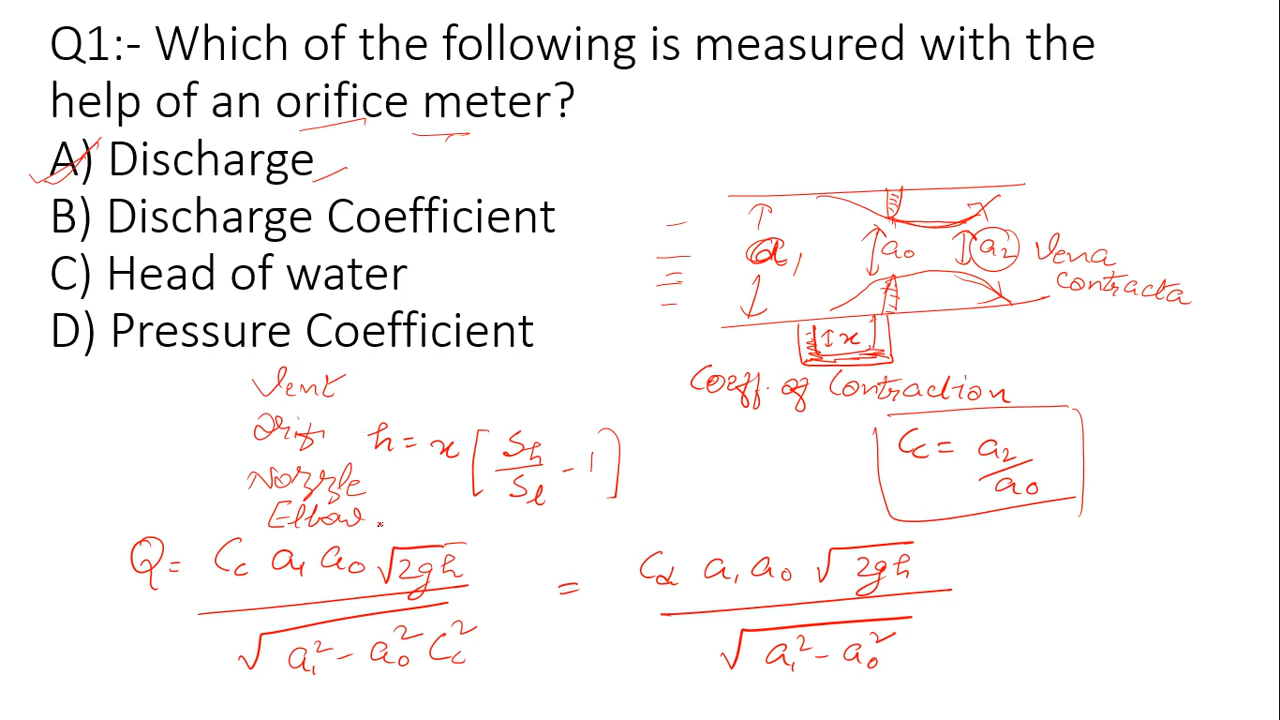 Q1:- Which of the following is measured with the
help of an orifice meter?
A) Discharge
B) Discharge Coefficient
C) Head of water
D) Pressure Coefficient
a₁ a₀ a₂ Vena
contracta
x
Coeff. of Contraction
Cc = a₂/a₀
Vent
Orif
Nozzle
Elbow
h = x [Sh/Sl - 1]
Q = Cc a₁ a₀ √2gh / √a₁² - a₀² Cc² = Cd a₁ a₀ √2gh / √a₁² - a₀²